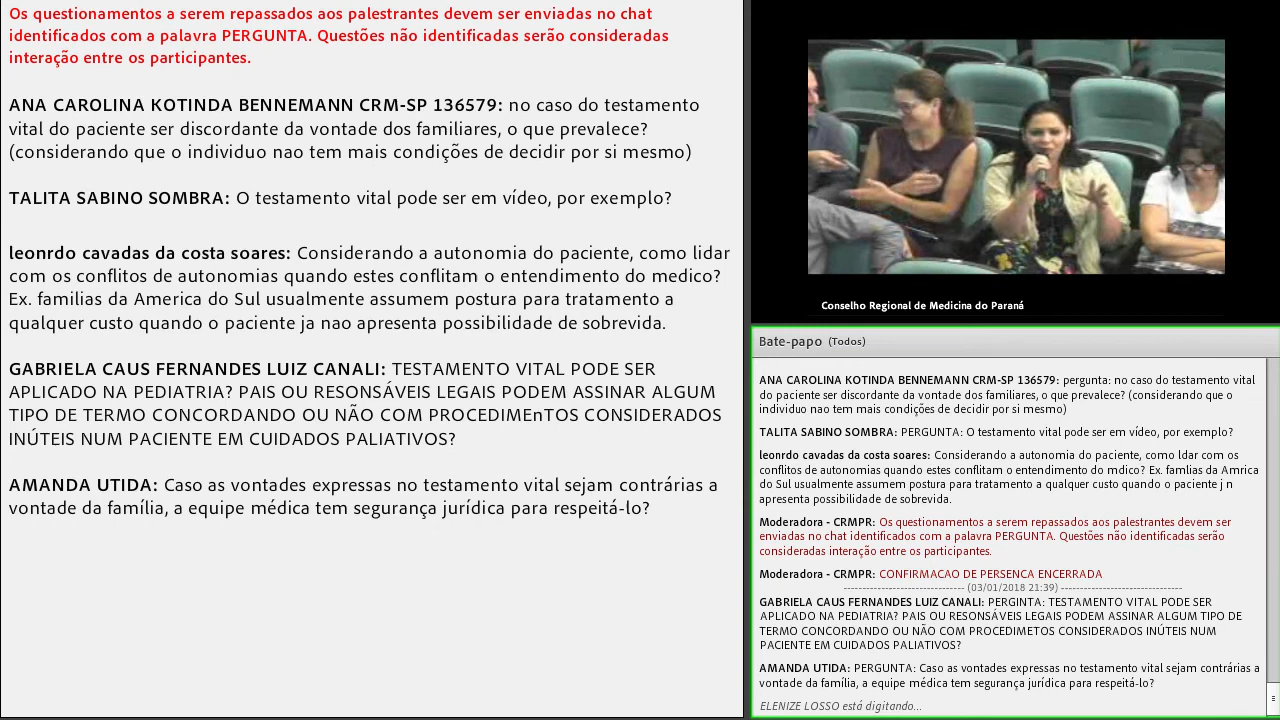 Os questionamentos a serem repassados aos palestrantes devem ser enviadas no chat
identificados com a palavra PERGUNTA. Questões não identificadas serão consideradas
interação entre os participantes.
ANA CAROLINA KOTINDA BENNEMANN CRM-SP 136579: no caso do testamento
vital do paciente ser discordante da vontade dos familiares, o que prevalece?
(considerando que o individuo nao tem mais condições de decidir por si mesmo)
TALITA SABINO SOMBRA: O testamento vital pode ser em vídeo, por exemplo?
leonrdo cavadas da costa soares: Considerando a autonomia do paciente, como lidar
com os conflitos de autonomias quando estes conflitam o entendimento do medico?
Ex. familias da America do Sul usualmente assumem postura para tratamento a
qualquer custo quando o paciente ja nao apresenta possibilidade de sobrevida.
GABRIELA CAUS FERNANDES LUIZ CANALI: TESTAMENTO VITAL PODE SER
APLICADO NA PEDIATRIA? PAIS OU RESONSÁVEIS LEGAIS PODEM ASSINAR ALGUM
TIPO DE TERMO CONCORDANDO OU NÃO COM PROCEDIMEnTOS CONSIDERADOS
INÚTEIS NUM PACIENTE EM CUIDADOS PALIATIVOS?
AMANDA UTIDA: Caso as vontades expressas no testamento vital sejam contrárias a
vontade da família, a equipe médica tem segurança jurídica para respeitá-lo?
Conselho Regional de Medicina do Paraná
Bate-papo (Todos)
ANA CAROLINA KOTINDA BENNEMANN CRM-SP 136579: pergunta: no caso do testamento vital
do paciente ser discordante da vontade dos familiares, o que prevalece? (considerando que o
individuo nao tem mais condições de decidir por si mesmo)
TALITA SABINO SOMBRA: PERGUNTA: O testamento vital pode ser em vídeo, por exemplo?
leonrdo cavadas da costa soares: Considerando a autonomia do paciente, como ldar com os
conflitos de autonomias quando estes conflitam o entendimento do mdico? Ex. famlias da Amrica
do Sul usualmente assumem postura para tratamento a qualquer custo quando o paciente j n
apresenta possibilidade de sobrevida.
Moderadora - CRMPR: Os questionamentos a serem repassados aos palestrantes devem ser
enviadas no chat identificados com a palavra PERGUNTA. Questões não identificadas serão
consideradas interação entre os participantes.
Moderadora - CRMPR: CONFIRMACAO DE PERSENCA ENCERRADA
------------------------------- (03/01/2018 21:39) -------------------------------
GABRIELA CAUS FERNANDES LUIZ CANALI: PERGINTA: TESTAMENTO VITAL PODE SER
APLICADO NA PEDIATRIA? PAIS OU RESONSÁVEIS LEGAIS PODEM ASSINAR ALGUM TIPO DE
TERMO CONCORDANDO OU NÃO COM PROCEDIMETOS CONSIDERADOS INÚTEIS NUM
PACIENTE EM CUIDADOS PALIATIVOS?
AMANDA UTIDA: PERGUNTA: Caso as vontades expressas no testamento vital sejam contrárias a
vontade da família, a equipe médica tem segurança jurídica para respeitá-lo?
ELENIZE LOSSO está digitando...